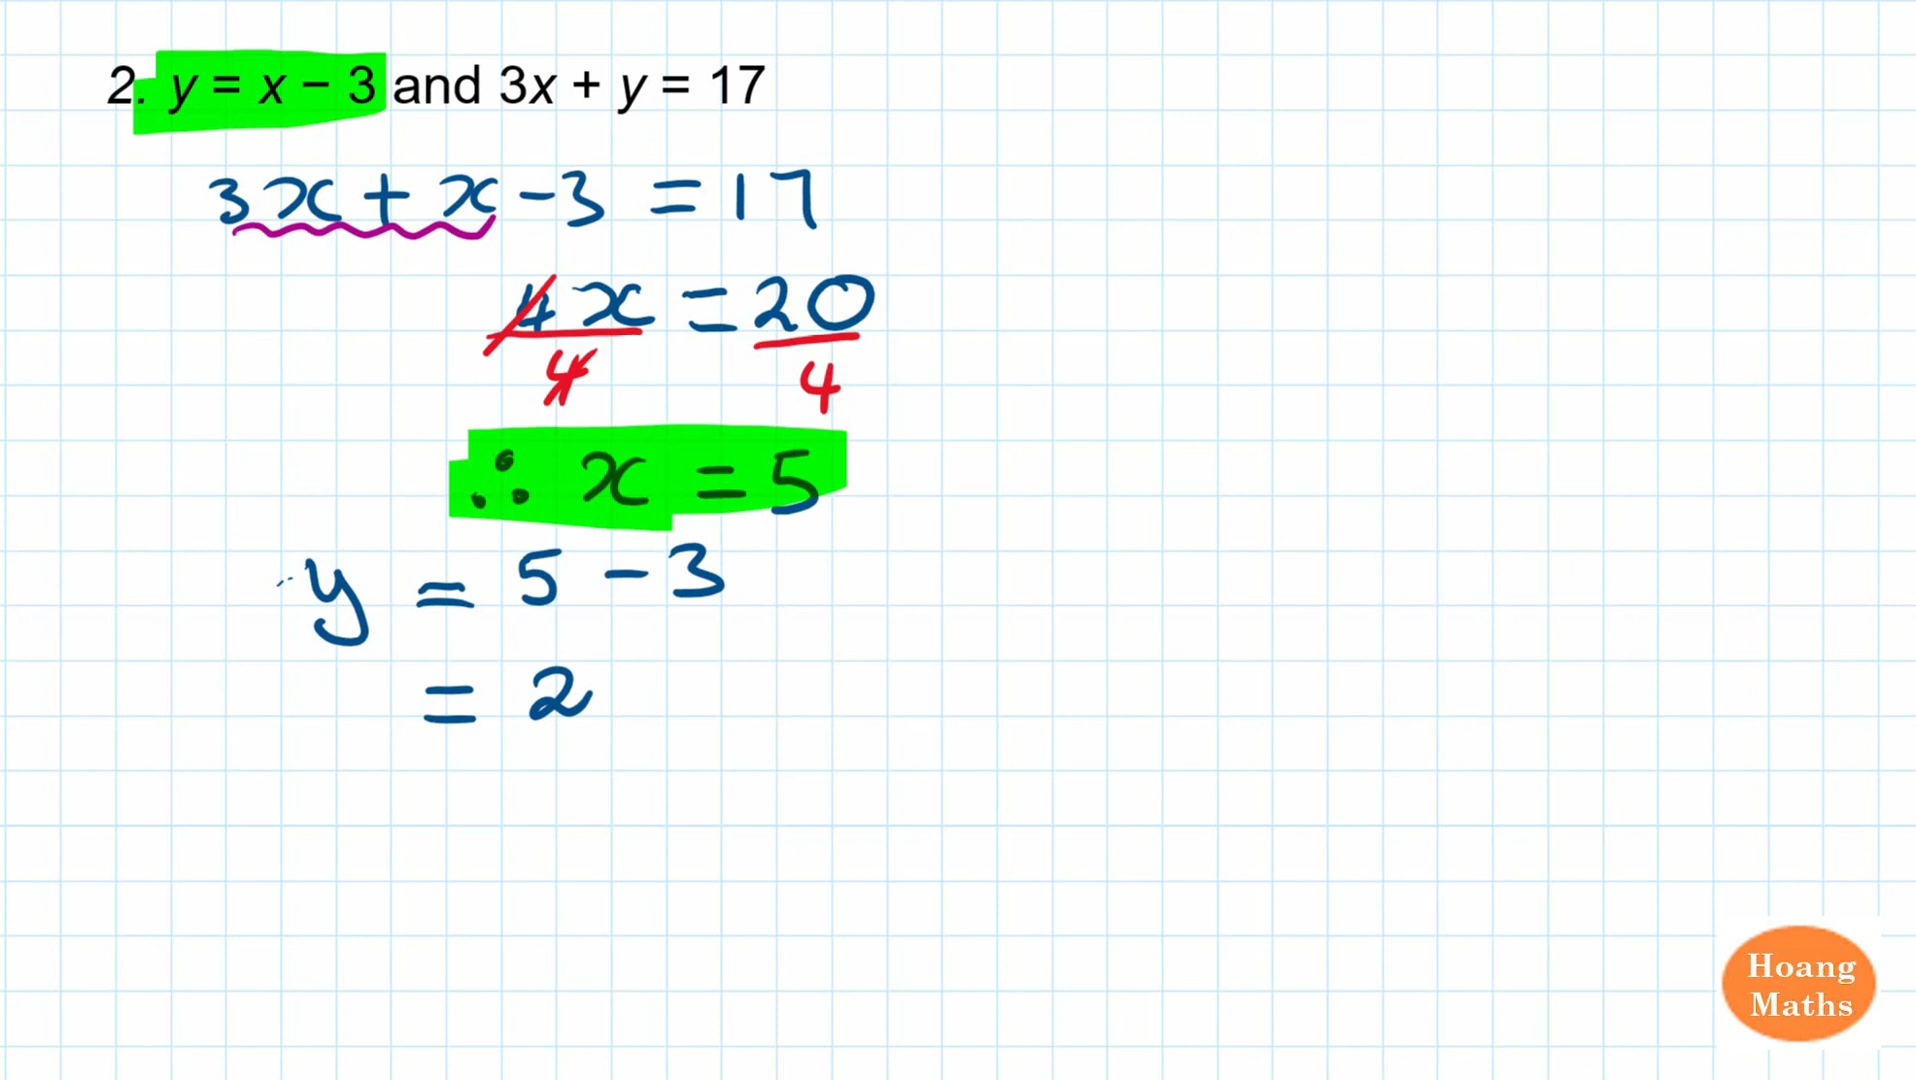 2. y = x − 3 and 3x + y = 17
3x + x - 3 = 17
4x = 20
4 4
∴ x = 5
y = 5 - 3
= 2
Hoang
Maths